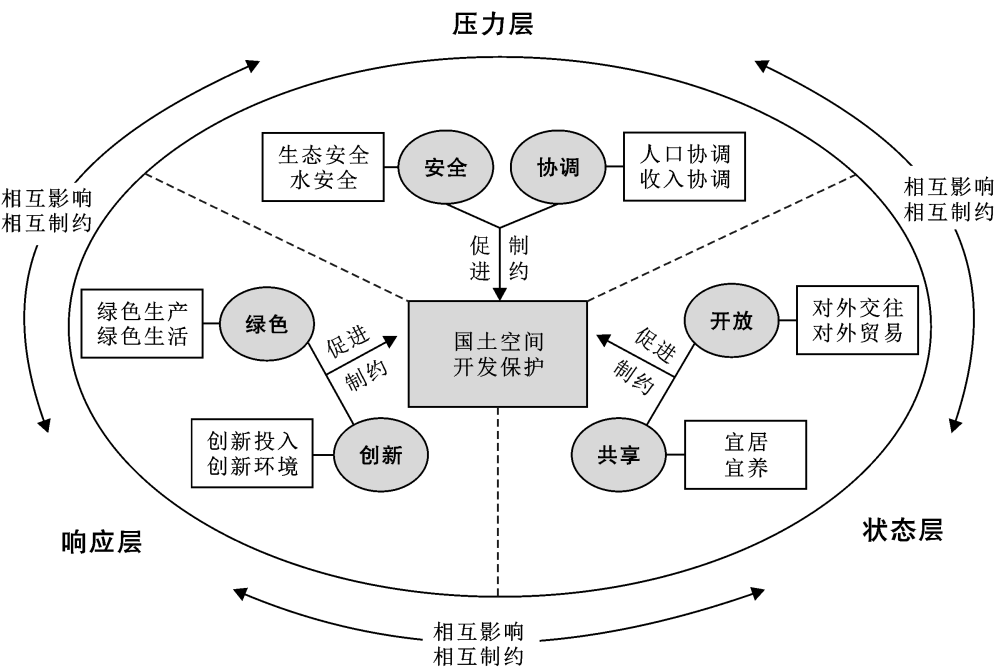 压力层
生态安全
水安全
安全
协调
人口协调
收入协调
相互影响
相互制约
相互影响
相互制约
促进
制约
绿色生产
绿色生活
绿色
促进
制约
国土空间
开发保护
促进
制约
开放
对外交往
对外贸易
创新投入
创新环境
创新
共享
宜居
宜养
响应层
状态层
相互影响
相互制约